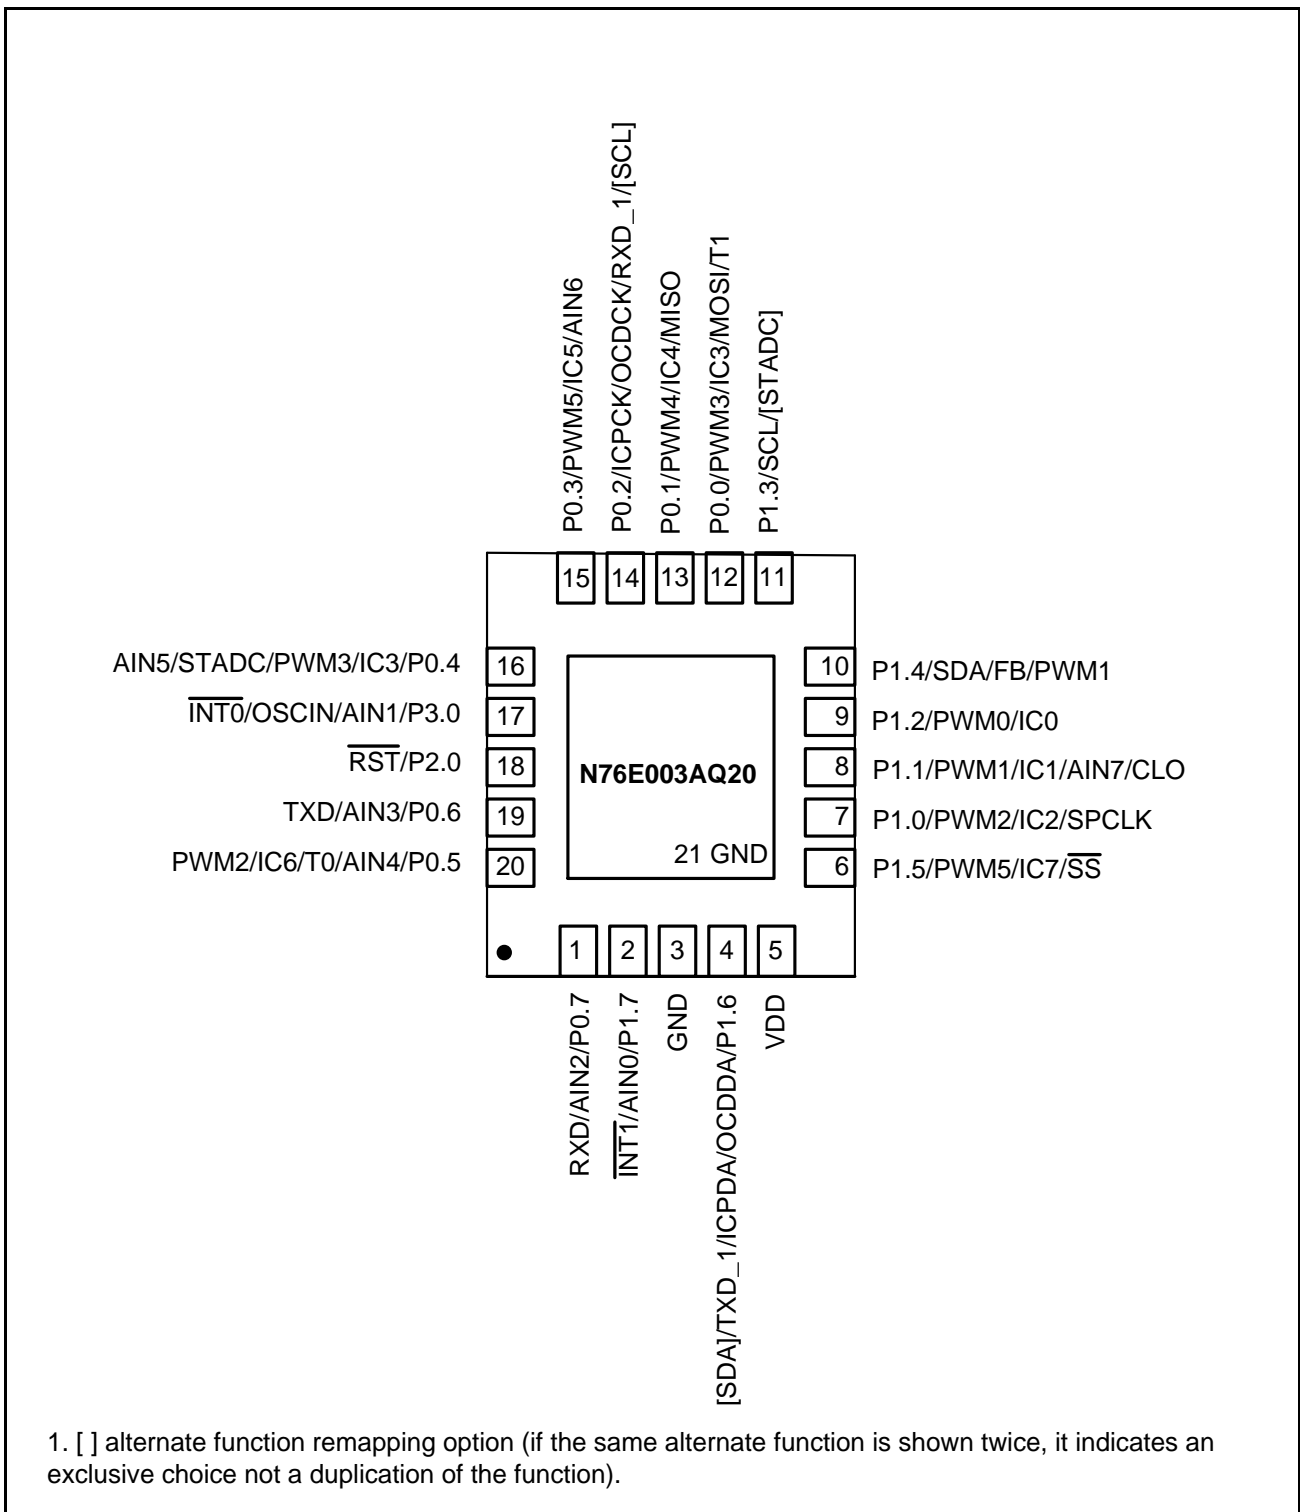 P0.3/PWM5/IC5/AIN6
P0.2/ICPCK/OCDCK/RXD_1/[SCL]
P0.1/PWM4/IC4/MISO
P0.0/PWM3/IC3/MOSI/T1
P1.3/SCL/[STADC]
15 14 13 12 11
AIN5/STADC/PWM3/IC3/P0.4 16
10 P1.4/SDA/FB/PWM1
I̅N̅T̅0̅/OSCIN/AIN1/P3.0 17
9 P1.2/PWM0/IC0
R̅S̅T̅/P2.0 18
N76E003AQ20
8 P1.1/PWM1/IC1/AIN7/CLO
TXD/AIN3/P0.6 19
7 P1.0/PWM2/IC2/SPCLK
PWM2/IC6/T0/AIN4/P0.5 20
21 GND
6 P1.5/PWM5/IC7/S̅S̅
1 2 3 4 5
RXD/AIN2/P0.7
I̅N̅T̅1̅/AIN0/P1.7
GND
[SDA]/TXD_1/ICPDA/OCDDA/P1.6
VDD
1. [ ] alternate function remapping option (if the same alternate function is shown twice, it indicates an
exclusive choice not a duplication of the function).